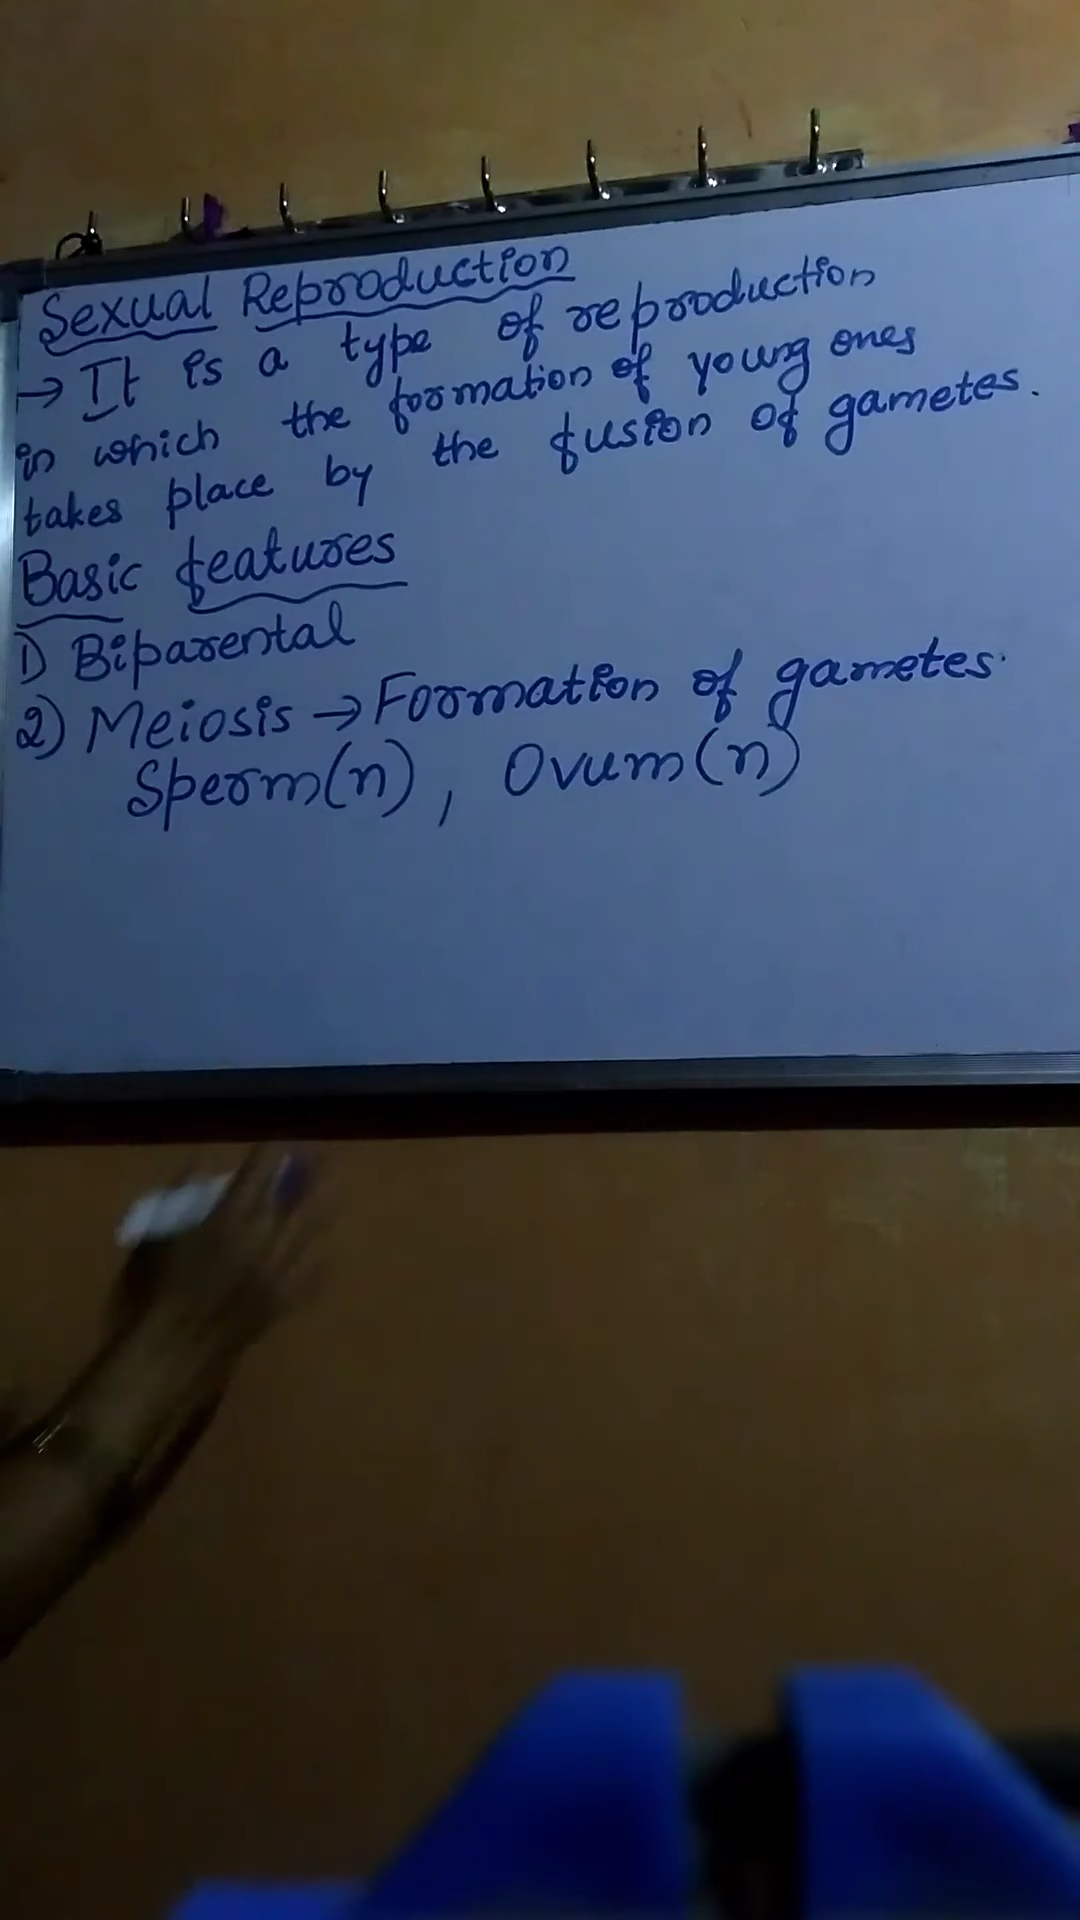 Sexual Reproduction
→ It is a type of reproduction
in which the formation of young ones
takes place by the fusion of gametes.
Basic features
1) Biparental
2) Meiosis → Formation of gametes.
Sperm(n), Ovum(n)